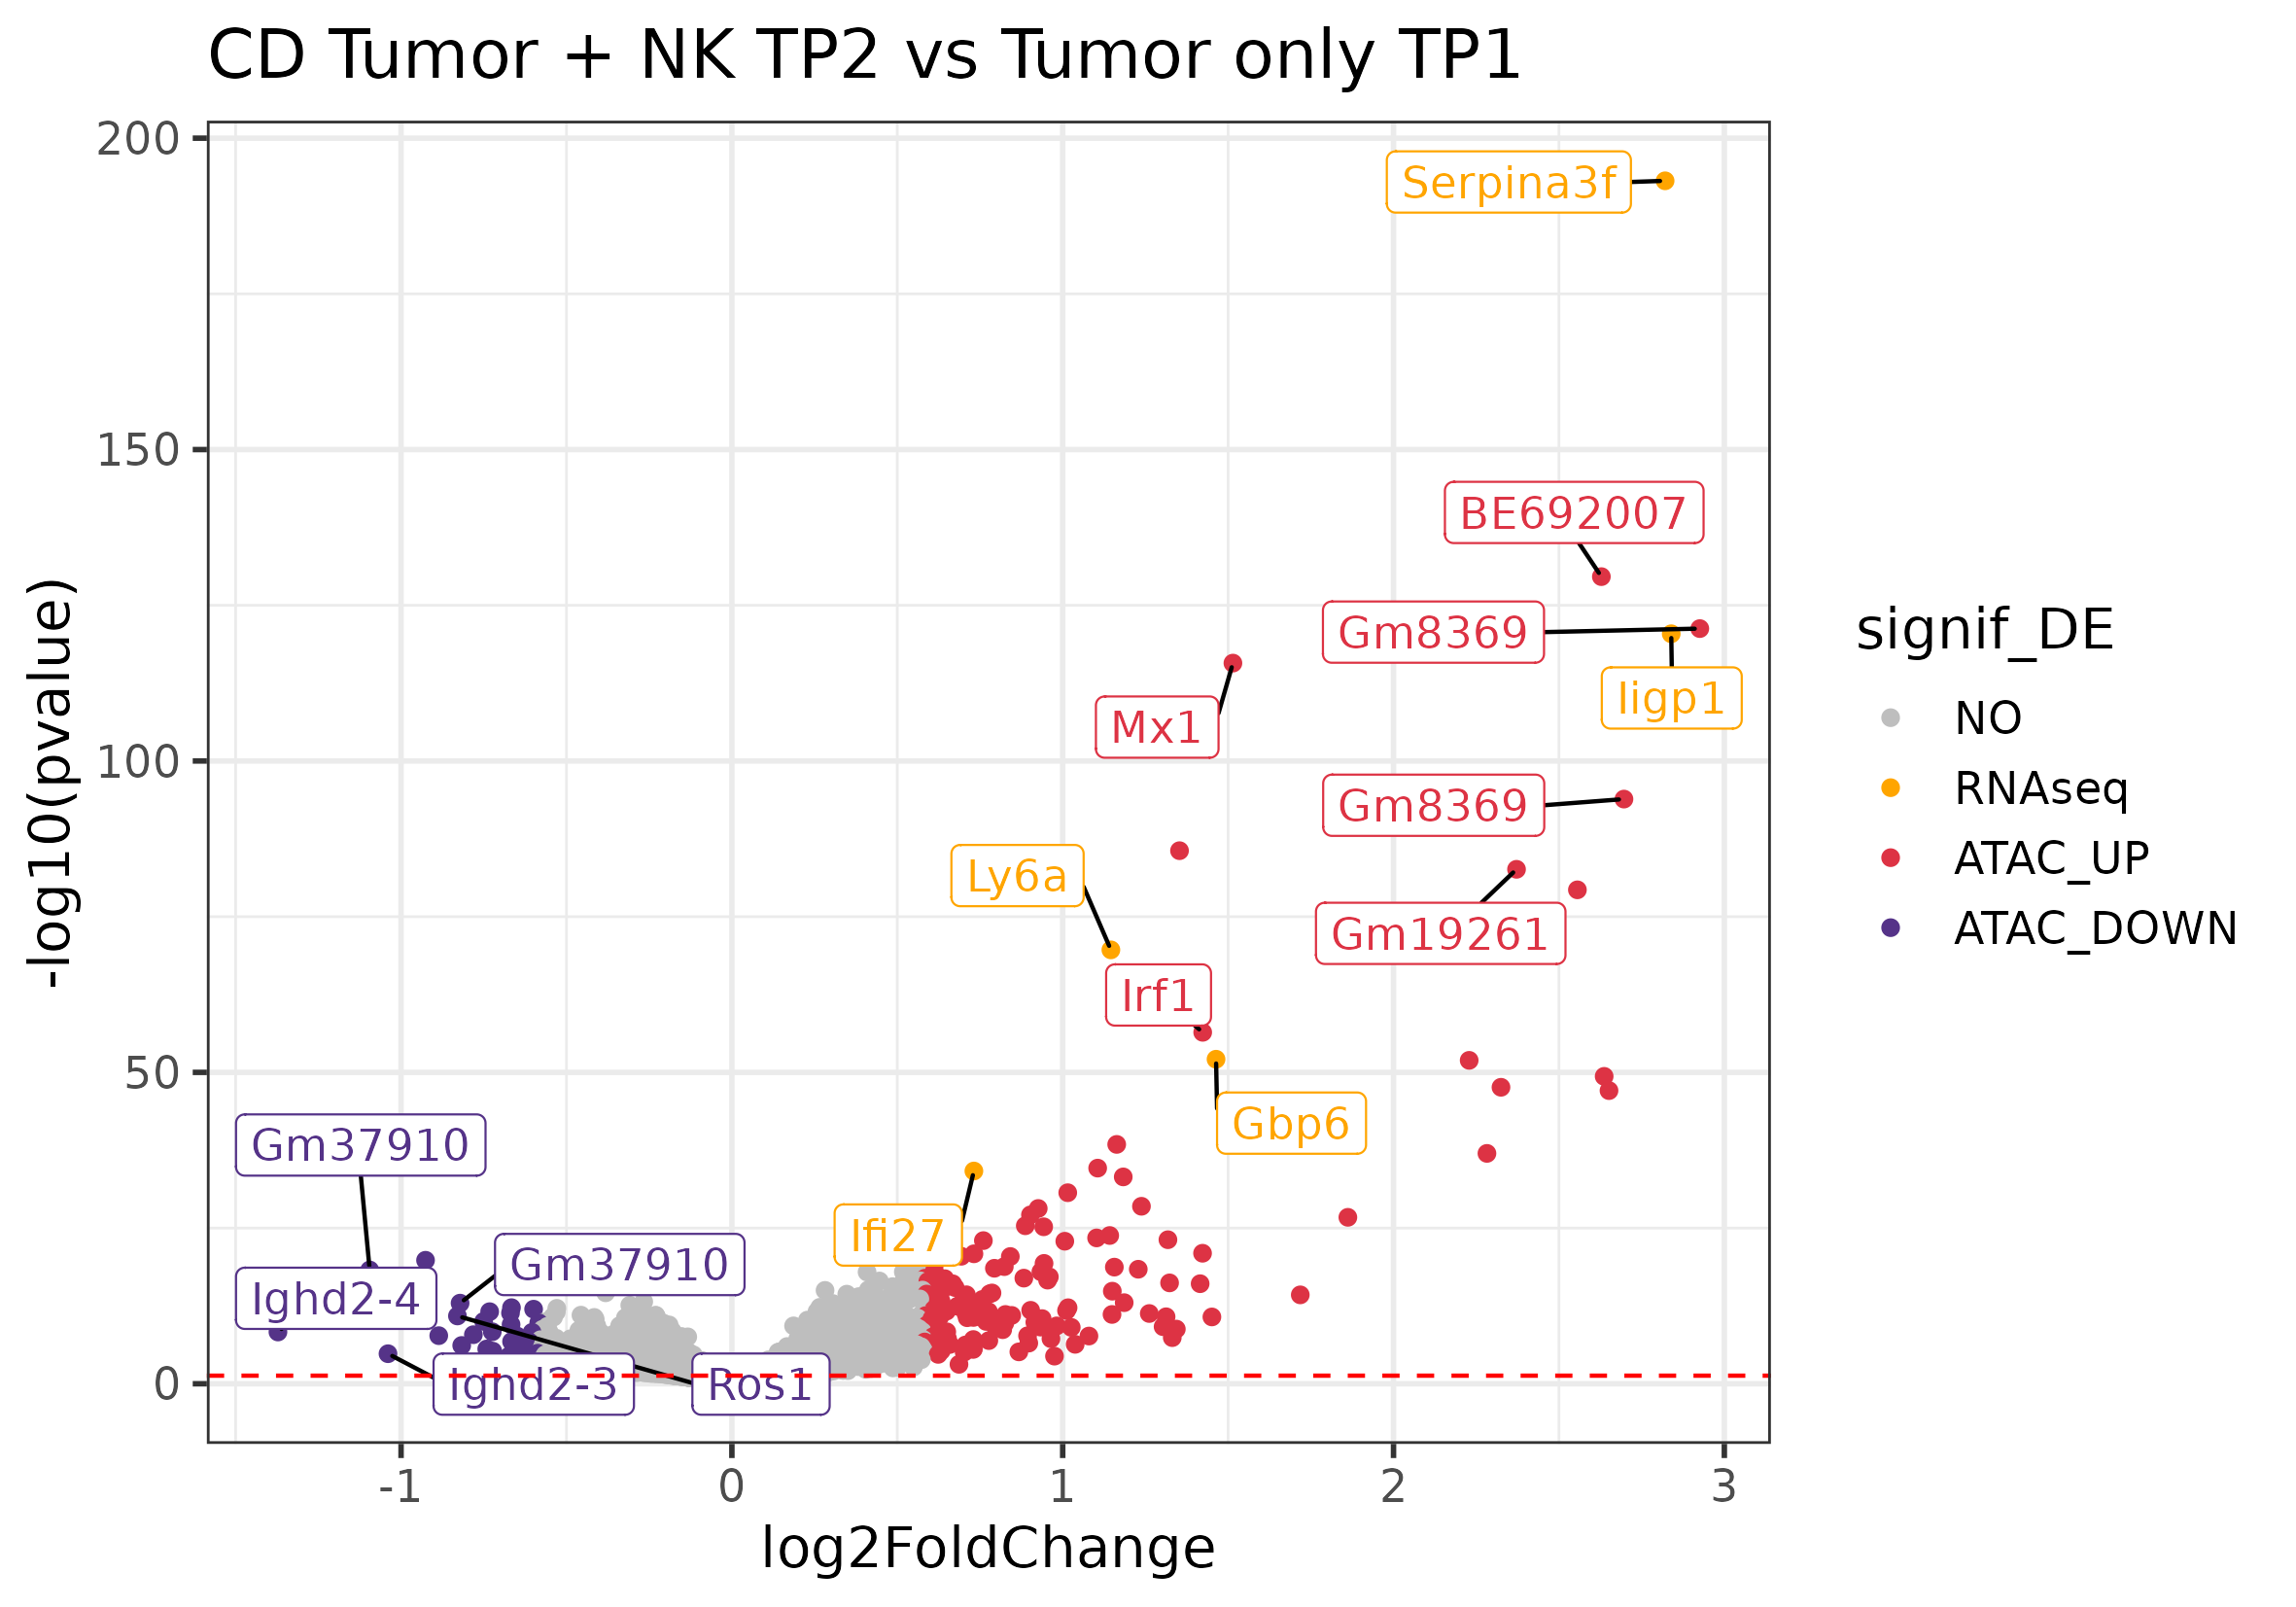 CD Tumor + NK TP2 vs Tumor only TP1
200
150
100
50
0
-log10(pvalue)
Serpina3f
BE692007
Gm8369
Iigp1
Mx1
Gm8369
Ly6a
Gm19261
Irf1
Gbp6
Gm37910
Ifi27
Gm37910
Ighd2-4
Ighd2-3
Ros1
-1
0
1
2
3
log2FoldChange
signif_DE
NO
RNAseq
ATAC_UP
ATAC_DOWN